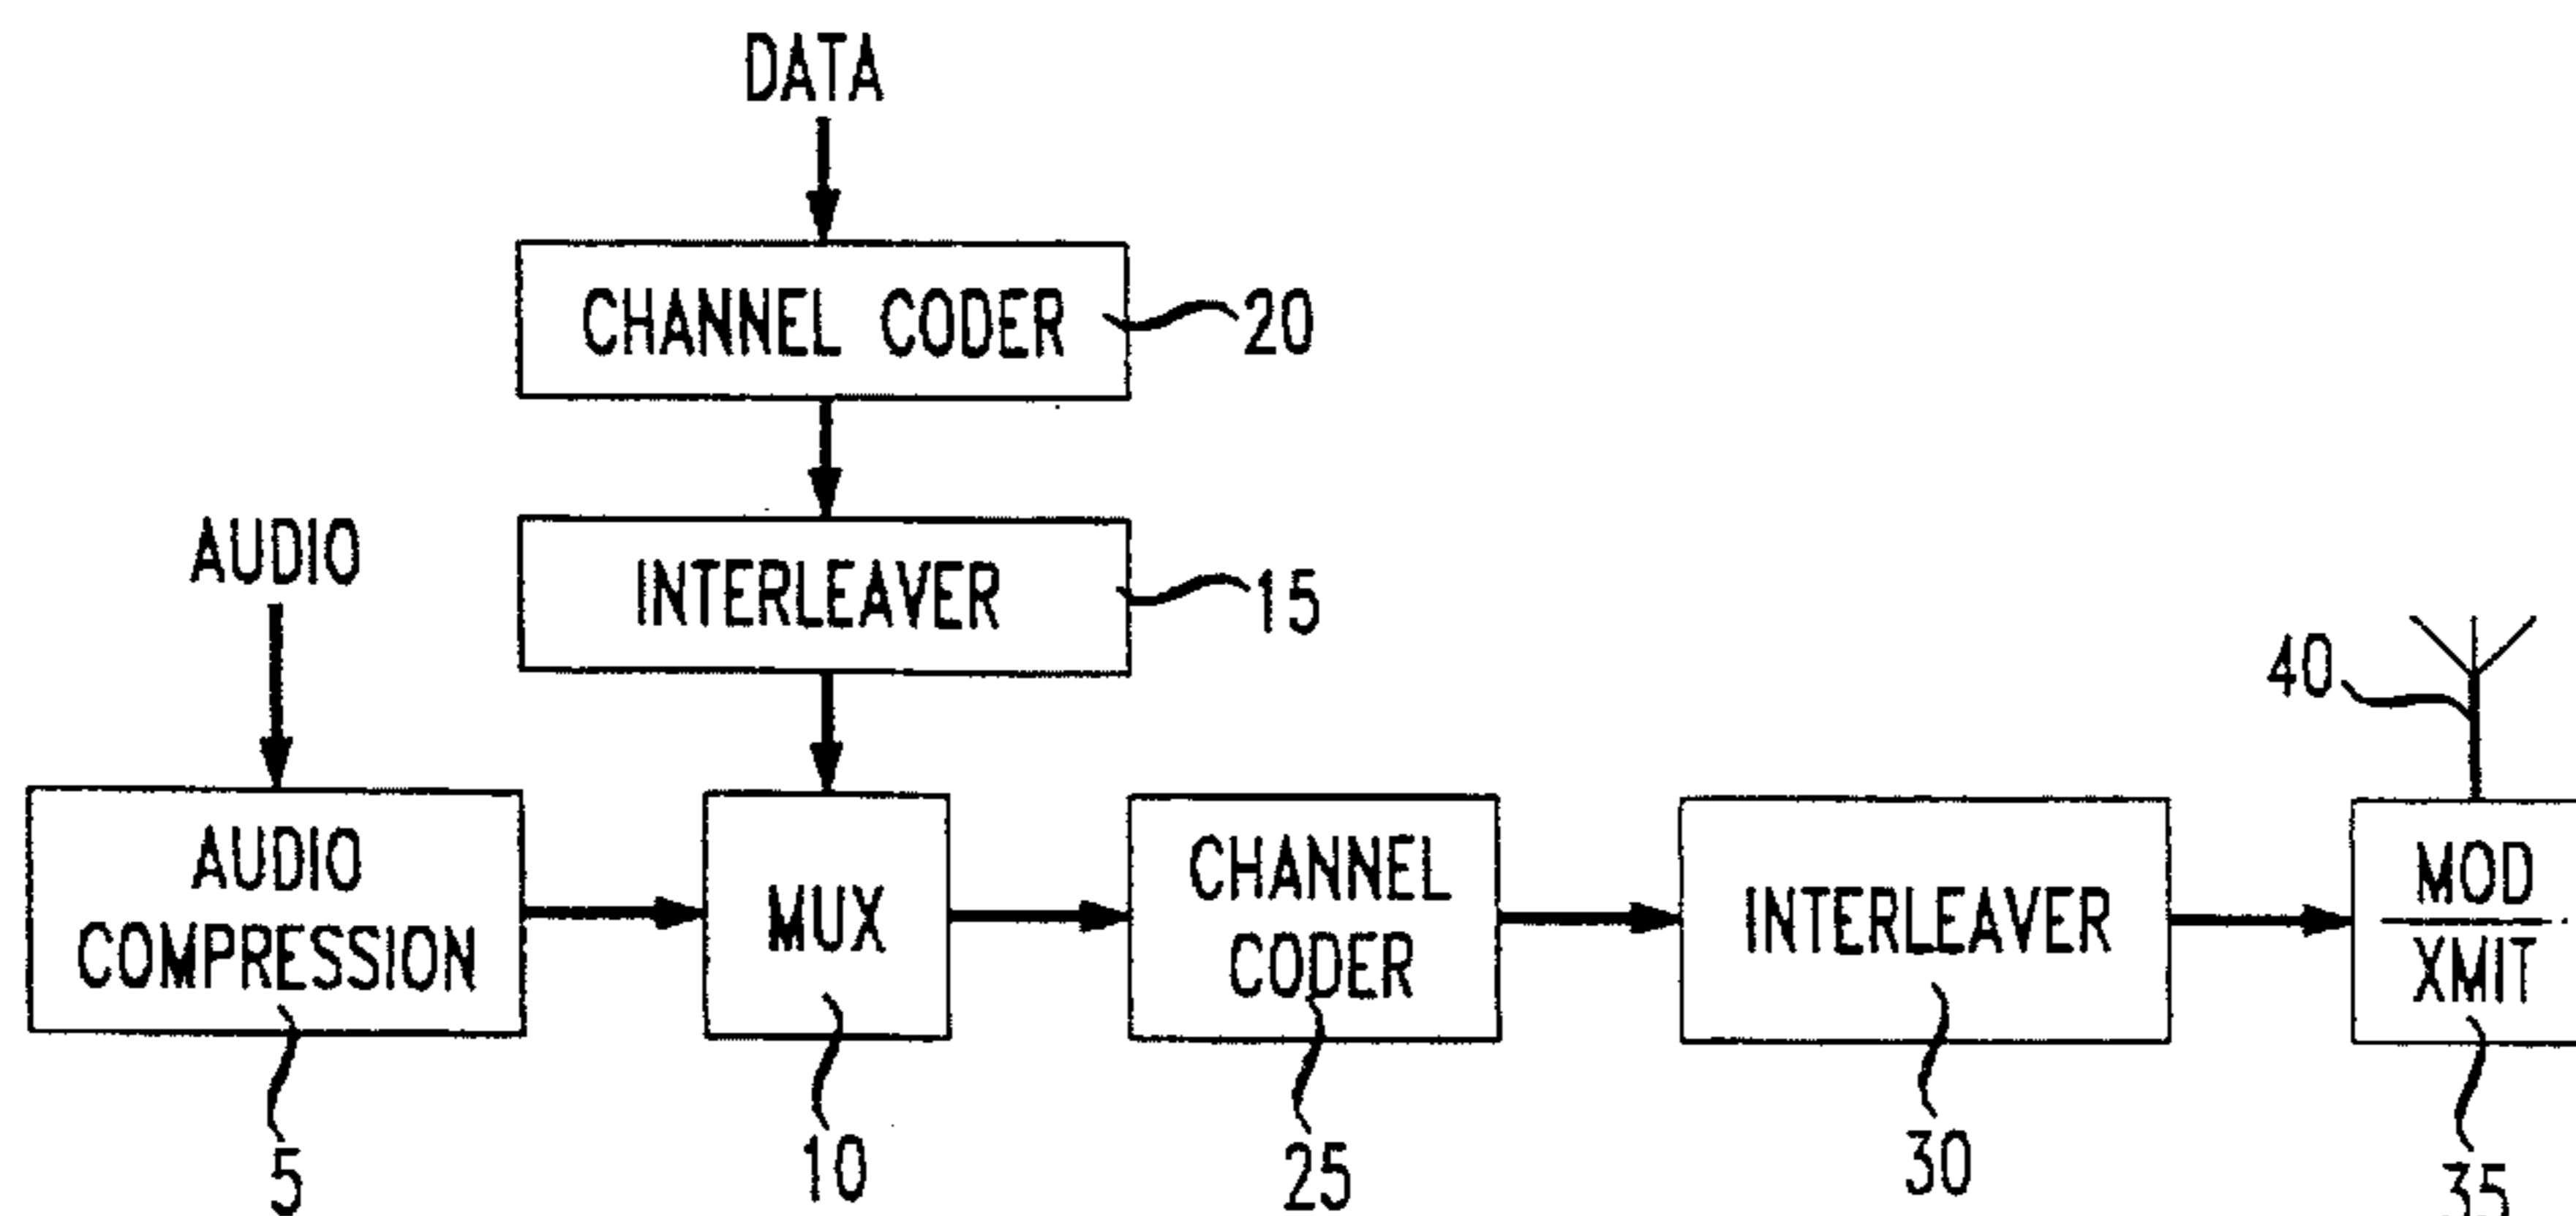 DATA
CHANNEL CODER
20
AUDIO
INTERLEAVER
15
40
AUDIO
COMPRESSION
MUX
CHANNEL
CODER
INTERLEAVER
MOD
XMIT
5
10
25
30
35